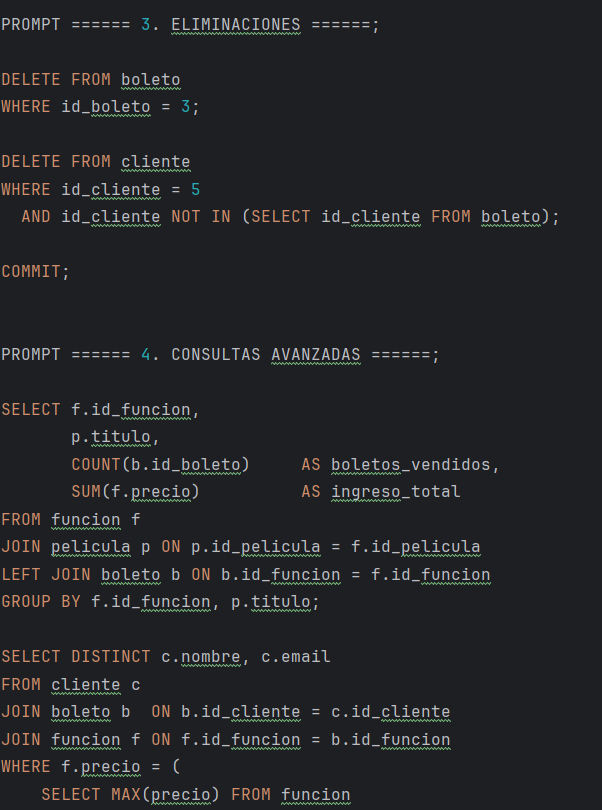 PROMPT ====== 3. ELIMINACIONES ======;
DELETE FROM boleto
WHERE id_boleto = 3;
DELETE FROM cliente
WHERE id_cliente = 5
  AND id_cliente NOT IN (SELECT id_cliente FROM boleto);
COMMIT;
PROMPT ====== 4. CONSULTAS AVANZADAS ======;
SELECT f.id_funcion,
       p.titulo,
       COUNT(b.id_boleto)     AS boletos_vendidos,
       SUM(f.precio)          AS ingreso_total
FROM funcion f
JOIN pelicula p ON p.id_pelicula = f.id_pelicula
LEFT JOIN boleto b ON b.id_funcion = f.id_funcion
GROUP BY f.id_funcion, p.titulo;
SELECT DISTINCT c.nombre, c.email
FROM cliente c
JOIN boleto b  ON b.id_cliente = c.id_cliente
JOIN funcion f ON f.id_funcion = b.id_funcion
WHERE f.precio = (
    SELECT MAX(precio) FROM funcion